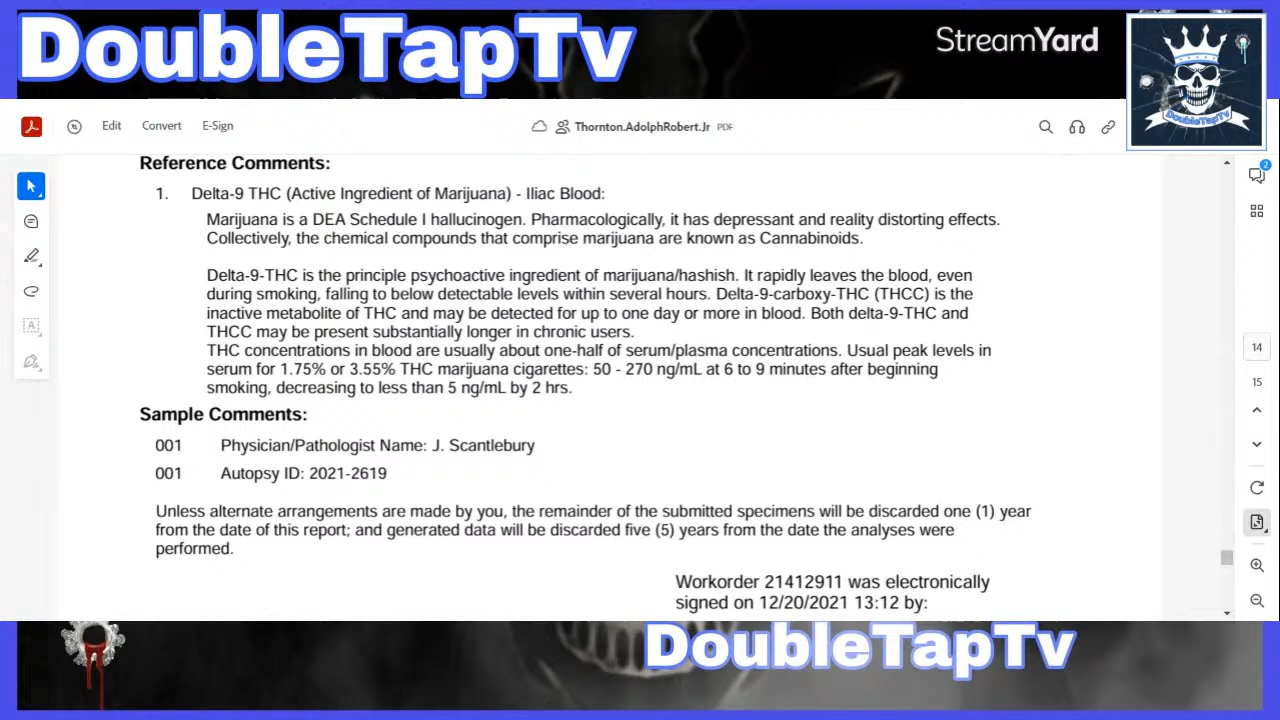 DoubleTapTv
StreamYard
DoubleTapTv
Edit Convert E-Sign
Thornton.AdolphRobert.Jr PDF
2
Reference Comments:
1. Delta-9 THC (Active Ingredient of Marijuana) - Iliac Blood:
Marijuana is a DEA Schedule I hallucinogen. Pharmacologically, it has depressant and reality distorting effects.
Collectively, the chemical compounds that comprise marijuana are known as Cannabinoids.
Delta-9-THC is the principle psychoactive ingredient of marijuana/hashish. It rapidly leaves the blood, even
during smoking, falling to below detectable levels within several hours. Delta-9-carboxy-THC (THCC) is the
inactive metabolite of THC and may be detected for up to one day or more in blood. Both delta-9-THC and
THCC may be present substantially longer in chronic users.
THC concentrations in blood are usually about one-half of serum/plasma concentrations. Usual peak levels in
serum for 1.75% or 3.55% THC marijuana cigarettes: 50 - 270 ng/mL at 6 to 9 minutes after beginning
smoking, decreasing to less than 5 ng/mL by 2 hrs.
14
15
Sample Comments:
001 Physician/Pathologist Name: J. Scantlebury
001 Autopsy ID: 2021-2619
Unless alternate arrangements are made by you, the remainder of the submitted specimens will be discarded one (1) year
from the date of this report; and generated data will be discarded five (5) years from the date the analyses were
performed.
Workorder 21412911 was electronically
signed on 12/20/2021 13:12 by:
DoubleTapTv